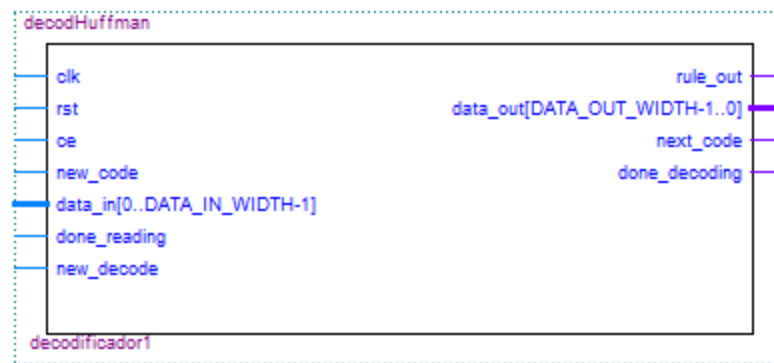 decodHuffman
clk
rule_out
rst
data_out[DATA_OUT_WIDTH-1..0]
ce
next_code
new_code
done_decoding
data_in[0..DATA_IN_WIDTH-1]
done_reading
new_decode
decodificador1